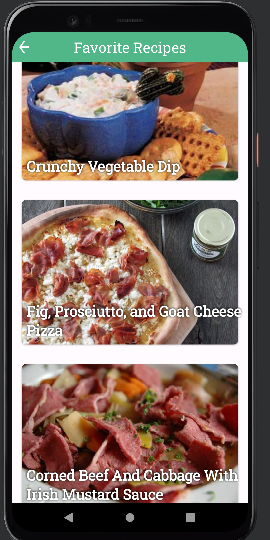 Favorite Recipes
Crunchy Vegetable Dip
Fig, Prosciutto, and Goat Cheese
Pizza
Corned Beef And Cabbage With
Irish Mustard Sauce